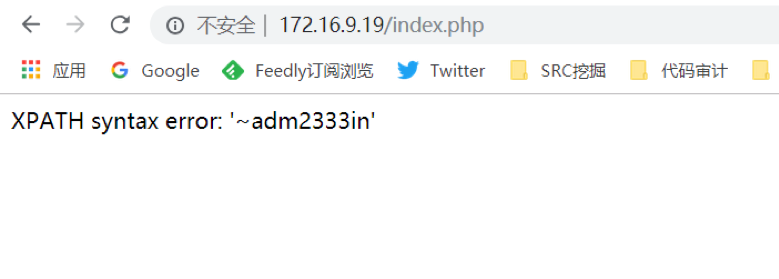 不安全 | 172.16.9.19/index.php
应用 Google Feedly订阅浏览 Twitter SRC挖掘 代码审计
XPATH syntax error: '~adm2333in'